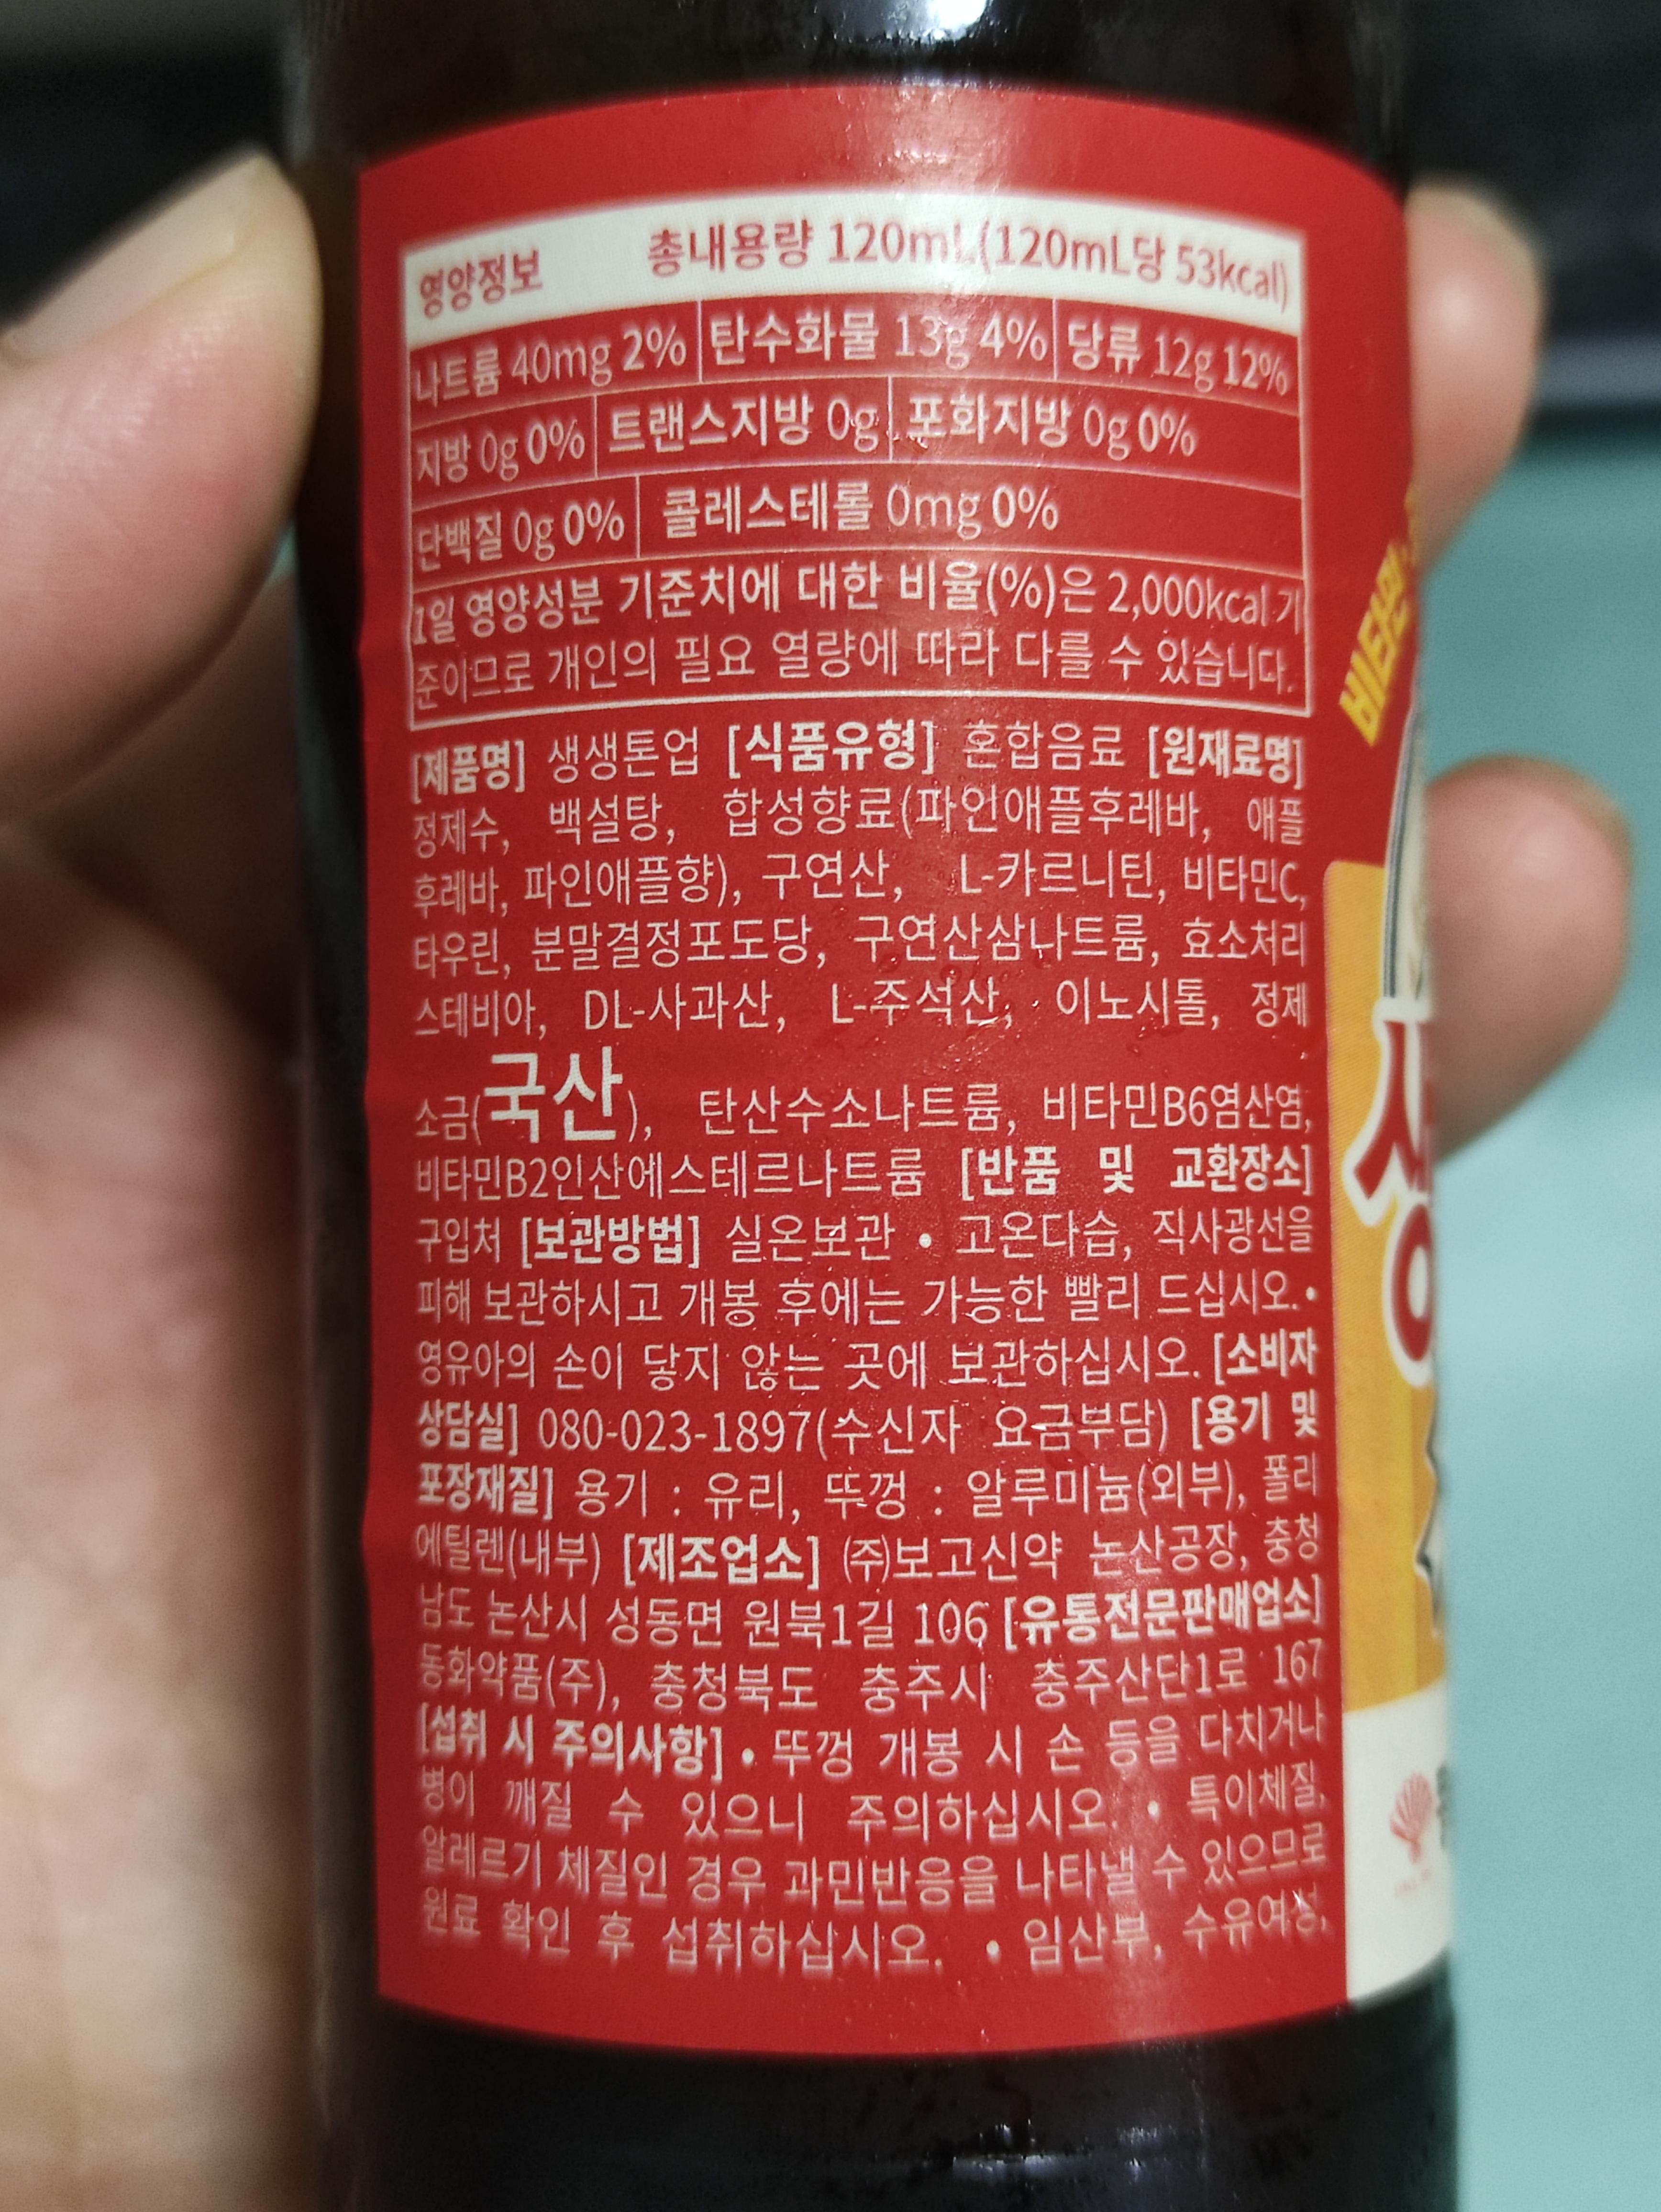 영양정보 총내용량 120mL(120mL당 53kcal)
나트륨 40mg 2% 탄수화물 13g 4% 당류 12g 12%
지방 0g 0% 트랜스지방 0g 포화지방 0g 0%
단백질 0g 0% 콜레스테롤 0mg 0%
1일 영양성분 기준치에 대한 비율(%)은 2,000kcal 기
준이므로 개인의 필요 열량에 따라 다를 수 있습니다.
[제품명] 생생톤업 [식품유형] 혼합음료 [원재료명]
정제수, 백설탕, 합성향료(파인애플후레바, 애플
후레바, 파인애플향), 구연산, L-카르니틴, 비타민C,
타우린, 분말결정포도당, 구연산삼나트륨, 효소처리
스테비아, DL-사과산, L-주석산, 이노시톨, 정제
소금(국산), 탄산수소나트륨, 비타민B6염산염,
비타민B2인산에스테르나트륨 [반품 및 교환장소]
구입처 [보관방법] 실온보관 • 고온다습, 직사광선을
피해 보관하시고 개봉 후에는 가능한 빨리 드십시오. •
영유아의 손이 닿지 않는 곳에 보관하십시오. [소비자
상담실] 080-023-1897(수신자 요금부담) [용기 및
포장재질] 용기 : 유리, 뚜껑 : 알루미늄(외부), 폴리
에틸렌(내부) [제조업소] ㈜보고신약 논산공장, 충청
남도 논산시 성동면 원북1길 106 [유통전문판매업소]
동화약품(주), 충청북도 충주시 충주산단1로 167
[섭취 시 주의사항] • 뚜껑 개봉 시 손 등을 다치거나
병이 깨질 수 있으니 주의하십시오. • 특이체질,
알레르기 체질인 경우 과민반응을 나타낼 수 있으므로
원료 확인 후 섭취하십시오. • 임산부, 수유여성,
비타민
생